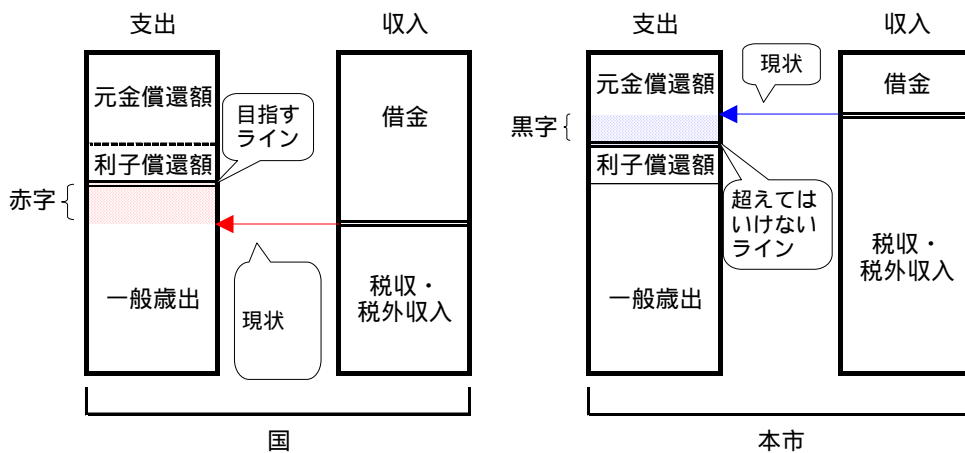 支出
収入
元金償還額
利子償還額
一般歳出
目指す
ライン
赤字
現状
借金
税収・
税外収入
国
支出
収入
元金償還額
利子償還額
一般歳出
黒字
現状
超えては
いけない
ライン
借金
税収・
税外収入
本市